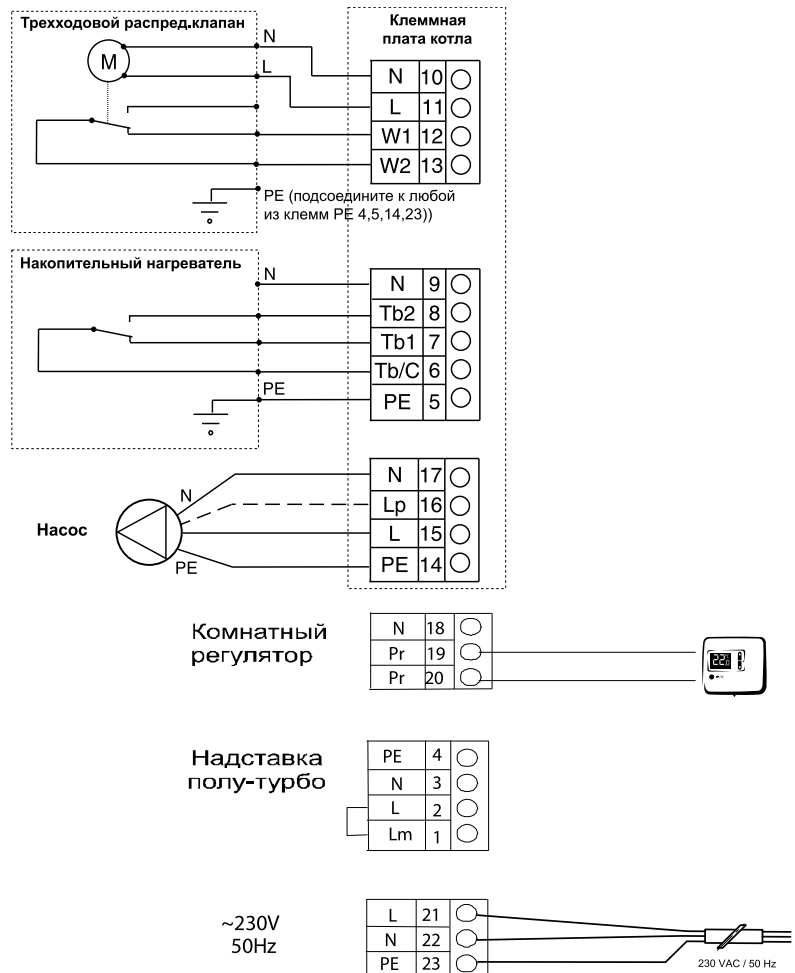 Трехходовой распред.клапан
M
N
L
Клеммная
плата котла
N 10
L 11
W1 12
W2 13
PE (подсоедините к любой
из клемм PE 4,5,14,23))
Накопительный нагреватель
N
PE
N 9
Tb2 8
Tb1 7
Tb/C 6
PE 5
Насос
N
PE
N 17
Lp 16
L 15
PE 14
Комнатный
регулятор
N 18
Pr 19
Pr 20
Надставка
полу-турбо
PE 4
N 3
L 2
Lm 1
~230V
50Hz
L 21
N 22
PE 23
230 VAC / 50 Hz